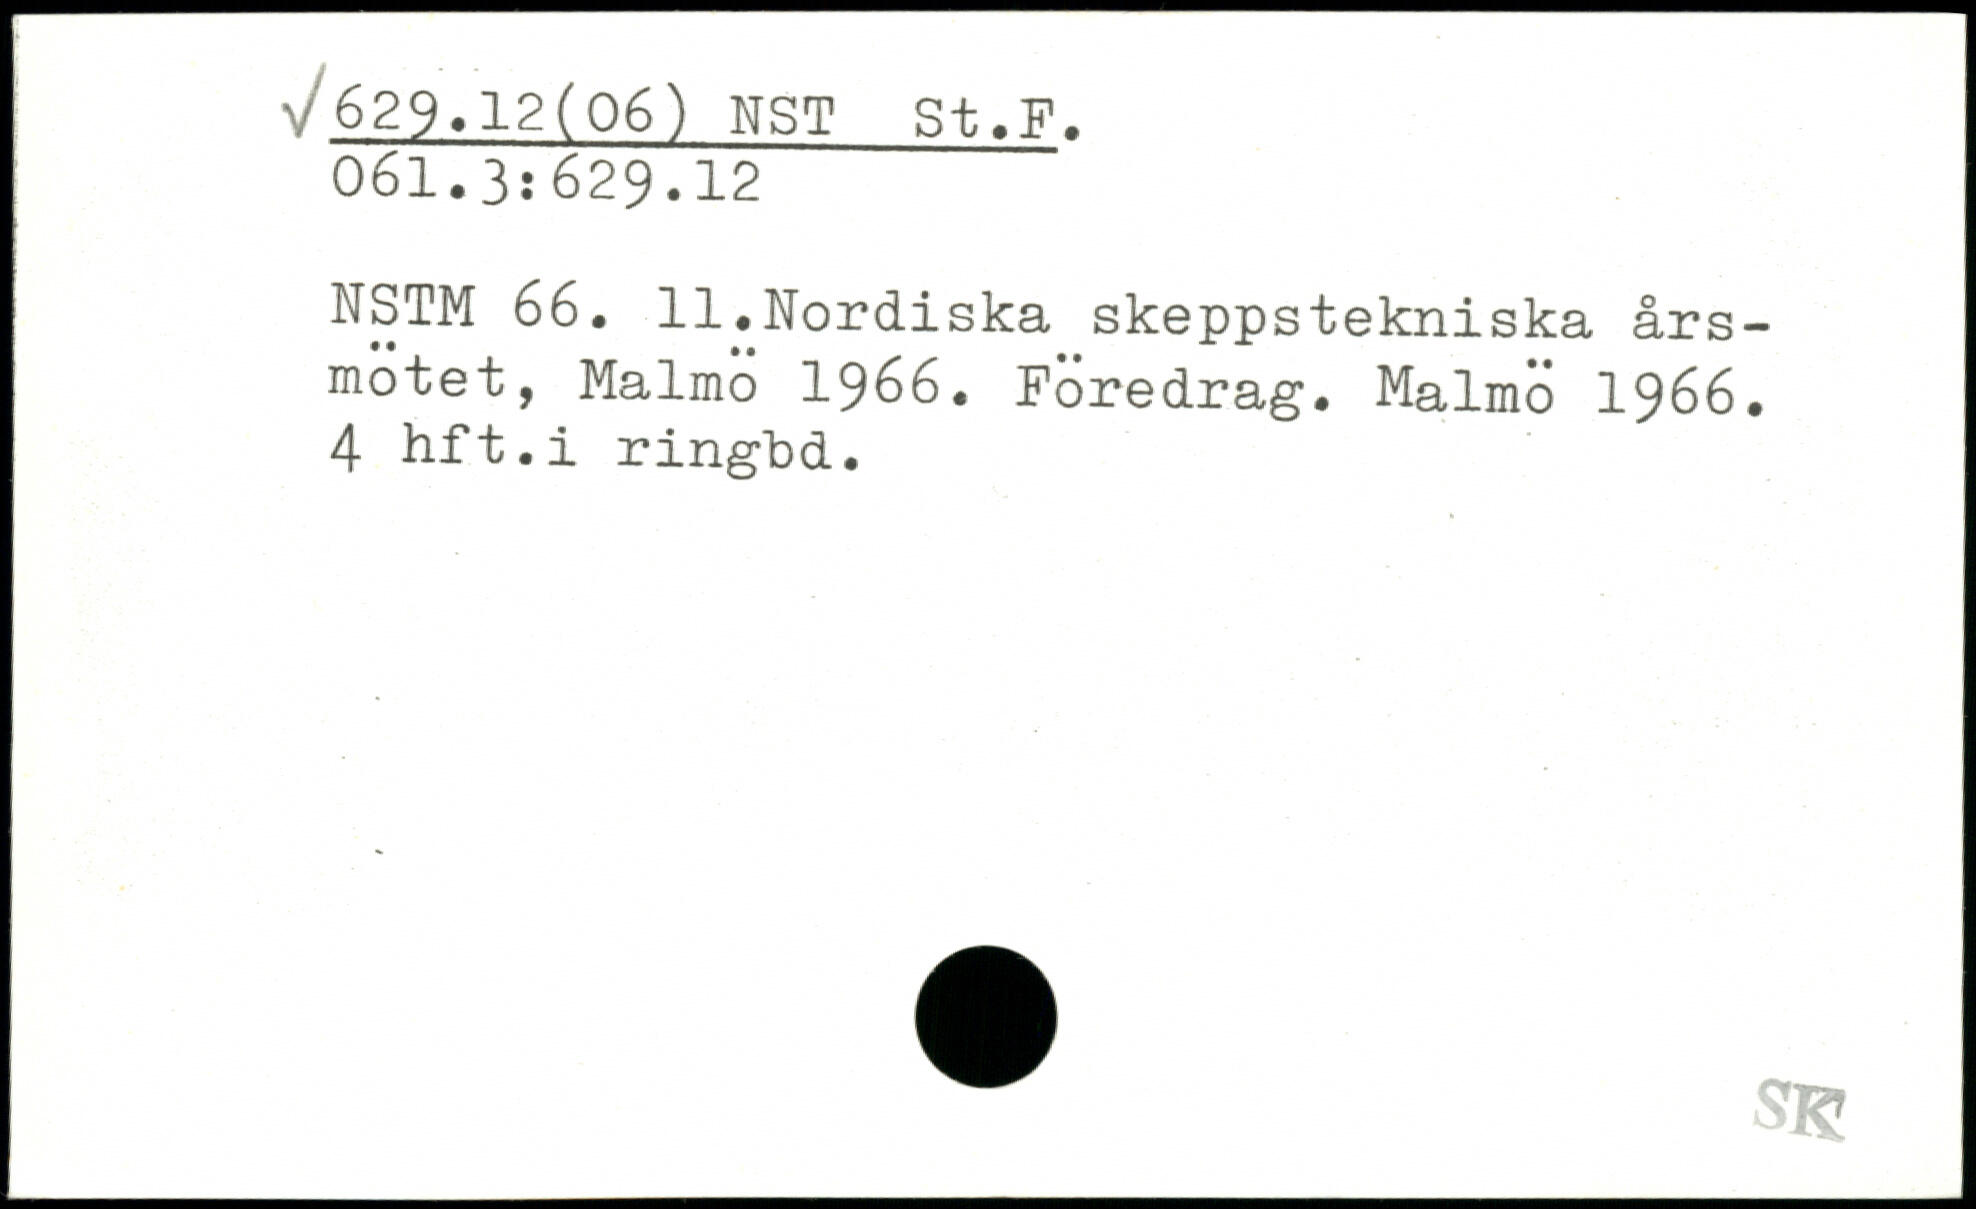 √ 629.12(06) NST St.F.
061.3:629.12
NSTM 66. 11.Nordiska skeppstekniska års-
mötet, Malmö 1966. Föredrag. Malmö 1966.
4 hft.i ringbd.
SK